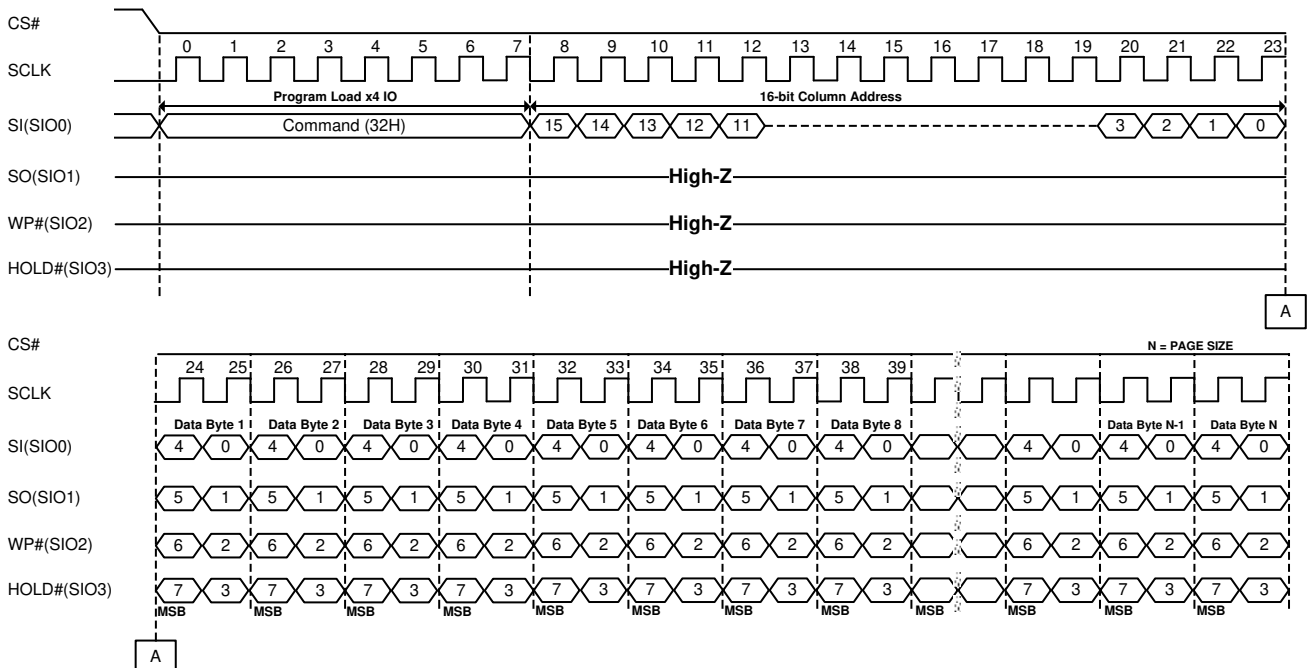 CS#
0 1 2 3 4 5 6 7 8 9 10 11 12 13 14 15 16 17 18 19 20 21 22 23
SCLK
Program Load x4 IO 16-bit Column Address
SI(SIO0) Command (32H) 15 14 13 12 11 3 2 1 0
SO(SIO1) High-Z
WP#(SIO2) High-Z
HOLD#(SIO3) High-Z
A
CS#
N = PAGE SIZE
24 25 26 27 28 29 30 31 32 33 34 35 36 37 38 39
SCLK
Data Byte 1 Data Byte 2 Data Byte 3 Data Byte 4 Data Byte 5 Data Byte 6 Data Byte 7 Data Byte 8 Data Byte N-1 Data Byte N
SI(SIO0) 4 0 4 0 4 0 4 0 4 0 4 0 4 0 4 0 4 0 4 0 4 0
SO(SIO1) 5 1 5 1 5 1 5 1 5 1 5 1 5 1 5 1 5 1 5 1 5 1
WP#(SIO2) 6 2 6 2 6 2 6 2 6 2 6 2 6 2 6 2 6 2 6 2 6 2
HOLD#(SIO3) 7 3 7 3 7 3 7 3 7 3 7 3 7 3 7 3 7 3 7 3 7 3
MSB MSB MSB MSB MSB MSB MSB MSB MSB MSB MSB MSB
A